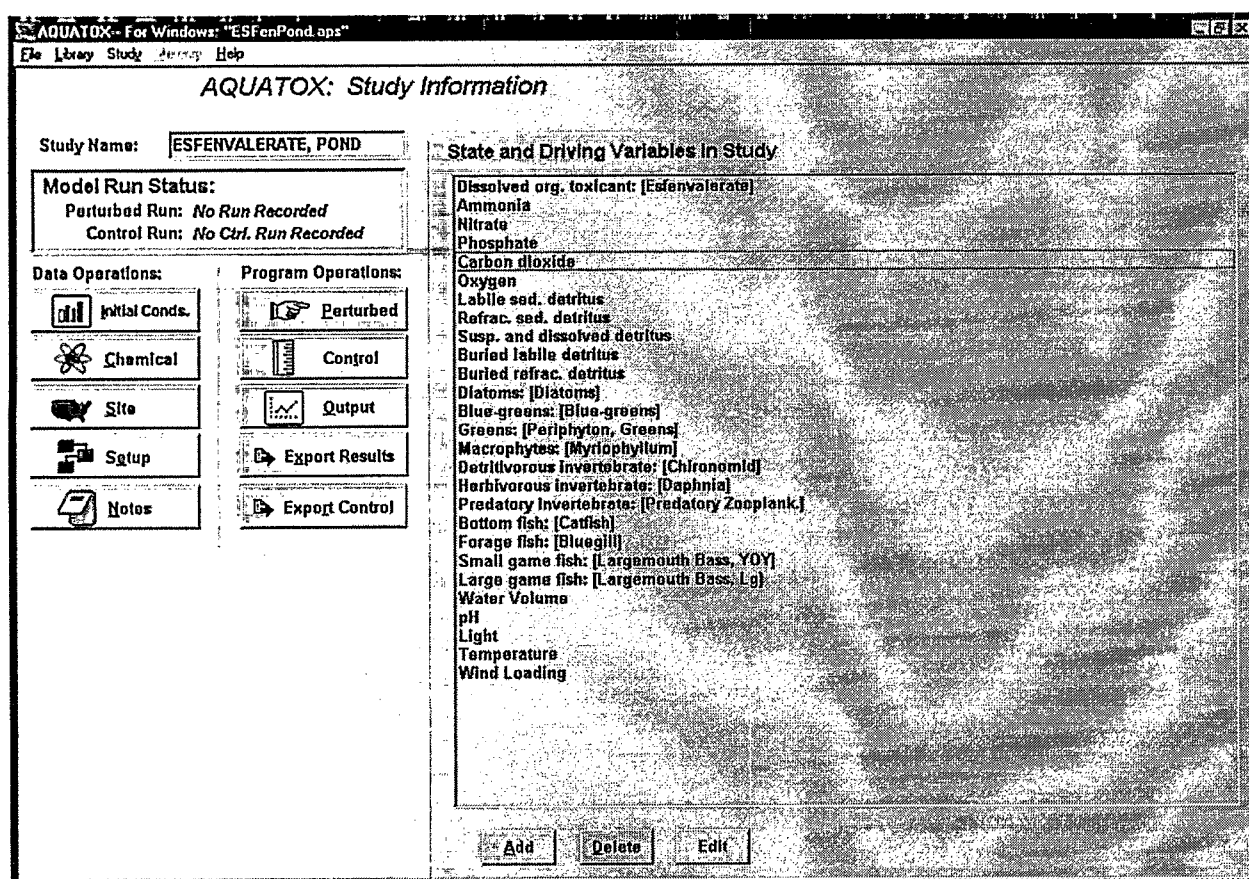 AQUATOX-- For Windows: "ESFenPond.aps"
File Library Study Window Help
AQUATOX: Study Information
Study Name: ESFENVALERATE, POND
Model Run Status:
Perturbed Run: No Run Recorded
Control Run: No Ctrl. Run Recorded
Data Operations:
Initial Conds.
Chemical
Site
Setup
Notes
Program Operations:
Perturbed
Control
Output
Export Results
Export Control
State and Driving Variables In Study
Dissolved org. toxicant: [Esfenvalerate]
Ammonia
Nitrate
Phosphate
Carbon dioxide
Oxygen
Labile sed. detritus
Refrac. sed. detritus
Susp. and dissolved detritus
Buried labile detritus
Buried refrac. detritus
Diatoms: [Diatoms]
Blue-greens: [Blue-greens]
Greens: [Periphyton, Greens]
Macrophytes: [Myriophyllum]
Detritivorous invertebrate: [Chironomid]
Herbivorous invertebrate: [Daphnia]
Predatory invertebrate: [Predatory Zooplank.]
Bottom fish: [Catfish]
Forage fish: [Bluegill]
Small game fish: [Largemouth Bass, YOY]
Large game fish: [Largemouth Bass, Lg]
Water Volume
pH
Light
Temperature
Wind Loading
Add
Delete
Edit